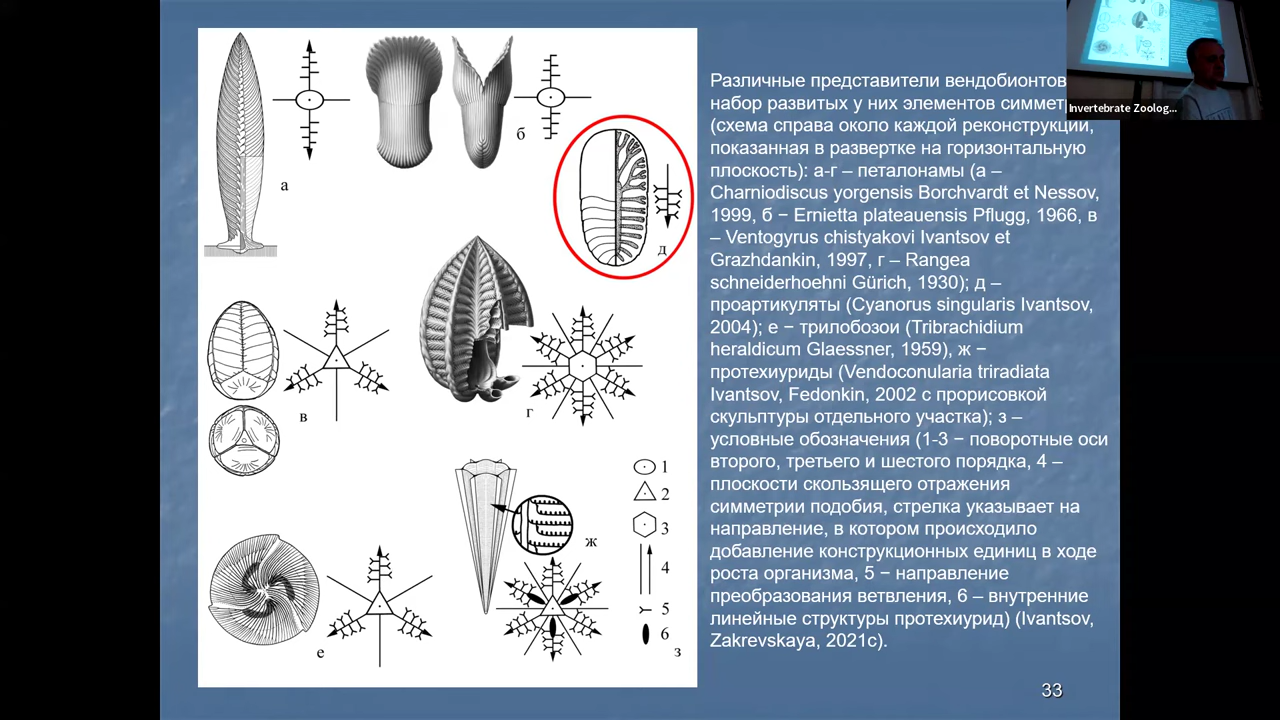 Различные представители вендобионтов
набор развитых у них элементов
(схема справа около каждой реконструкции,
показанная в развертке на горизонтальную
плоскость): а-г – петалонамы (а –
Charniodiscus yorgensis Borchvardt et Nessov,
1999, б − Ernietta plateauensis Pflugg, 1966, в
– Ventogyrus chistyakovi Ivantsov et
Grazhdankin, 1997, г – Rangea
schneiderhoehni Gürich, 1930); д –
проартикуляты (Cyanorus singularis Ivantsov,
2004); е − трилобозои (Tribrachidium
heraldicum Glaessner, 1959), ж −
протехиуриды (Vendoconularia triradiata
Ivantsov, Fedonkin, 2002 с прорисовкой
скульптуры отдельного участка); з –
условные обозначения (1-3 − поворотные оси
второго, третьего и шестого порядка, 4 –
плоскости скользящего отражения
симметрии подобия, стрелка указывает на
направление, в котором происходило
добавление конструкционных единиц в ходе
роста организма, 5 − направление
преобразования ветвления, 6 – внутренние
линейные структуры протехиурид) (Ivantsov,
Zakrevskaya, 2021c).
а
б
д
в
г
ж
е
з
1
2
3
4
5
6
33
Invertebrate Zoolog...